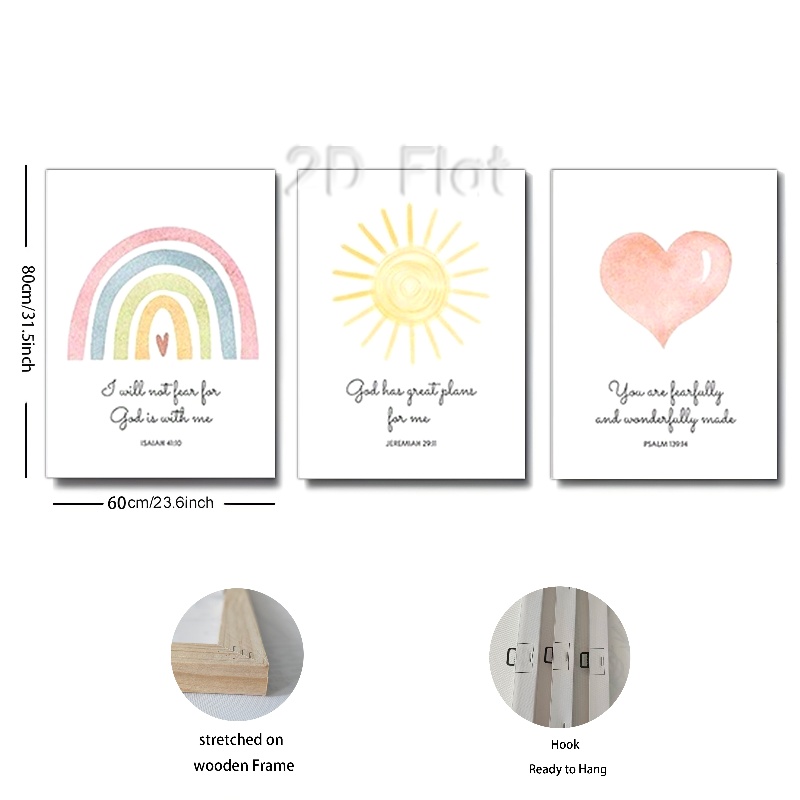 2D Flat
80cm/31.5inch
I will not fear for
God is with me
ISAIAH 41:10
God has great plans
for me
JEREMIAH 29:11
You are fearfully
and wonderfully made
PSALM 139:14
60cm/23.6inch
stretched on
wooden Frame
Hook
Ready to Hang